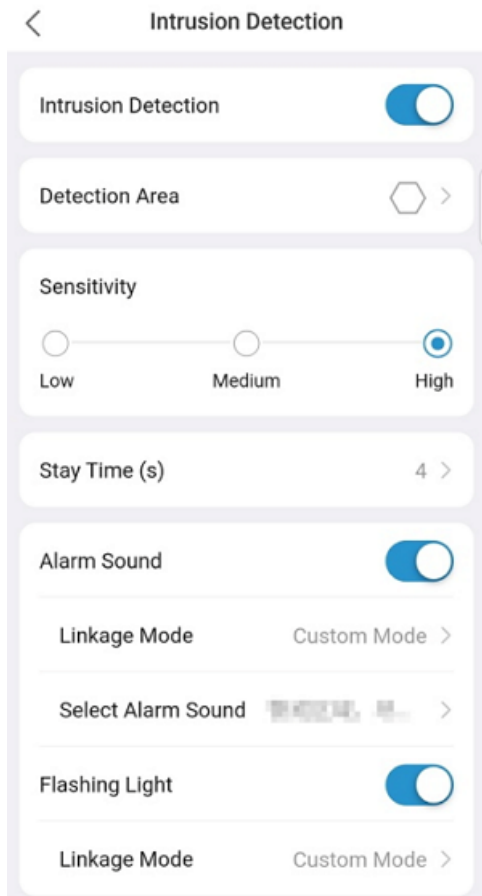 Intrusion Detection
Intrusion Detection
Detection Area
Sensitivity
Low Medium High
Stay Time (s) 4
Alarm Sound
Linkage Mode Custom Mode
Select Alarm Sound
Flashing Light
Linkage Mode Custom Mode